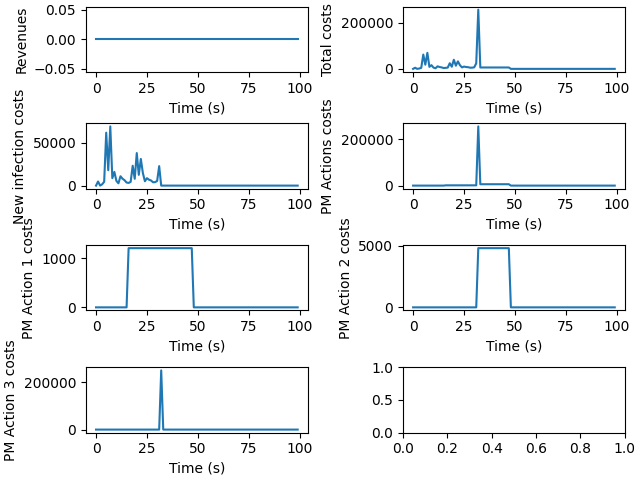 Revenues
0.05
0.00
−0.05
0 25 50 75 100
Time (s)
Total costs
200000
0
0 25 50 75 100
Time (s)
New infection costs
50000
0
0 25 50 75 100
Time (s)
PM Actions costs
200000
0
0 25 50 75 100
Time (s)
PM Action 1 costs
1000
0
0 25 50 75 100
Time (s)
PM Action 2 costs
5000
0
0 25 50 75 100
Time (s)
PM Action 3 costs
200000
0
0 25 50 75 100
Time (s)
1.0
0.5
0.0
0.0 0.2 0.4 0.6 0.8 1.0